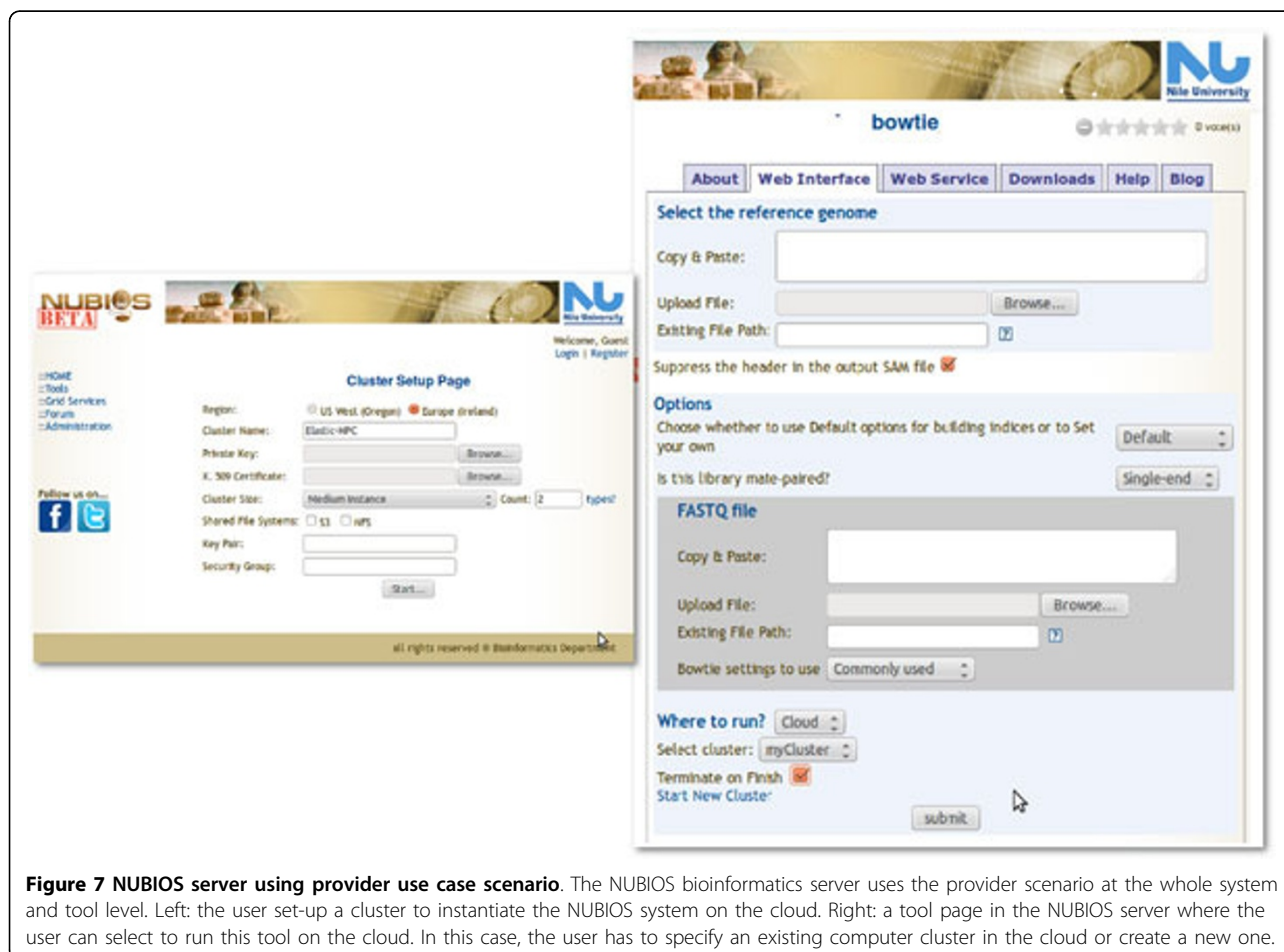 NUBIOS
BETA
NU
Nile University
Welcome, Guest
Login | Register
::HOME
::Tools
::Grid Services
::Forum
::Administration
Follow us on...
Cluster Setup Page
Region: US West (Oregon) Europe (Ireland)
Cluster Name: Elastic-HPC
Private Key: Browse...
X. 509 Certificate: Browse...
Cluster Size: Medium Instance Count: 2 types?
Shared File Systems: S3 NFS
Key Pair:
Security Group:
Start...
all rights reserved © Bioinformatics Department
NU
Nile University
bowtie
0 vote(s)
About Web Interface Web Service Downloads Help Blog
Select the reference genome
Copy & Paste:
Upload File: Browse...
Existing File Path: ?
Suppress the header in the output SAM file
Options
Choose whether to use Default options for building indices or to Set
your own Default
Is this library mate-paired? Single-end
FASTQ file
Copy & Paste:
Upload File: Browse...
Existing File Path: ?
Bowtie settings to use Commonly used
Where to run? Cloud
Select cluster: myCluster
Terminate on Finish
Start New Cluster
submit
Figure 7 NUBIOS server using provider use case scenario. The NUBIOS bioinformatics server uses the provider scenario at the whole system
and tool level. Left: the user set-up a cluster to instantiate the NUBIOS system on the cloud. Right: a tool page in the NUBIOS server where the
user can select to run this tool on the cloud. In this case, the user has to specify an existing computer cluster in the cloud or create a new one.